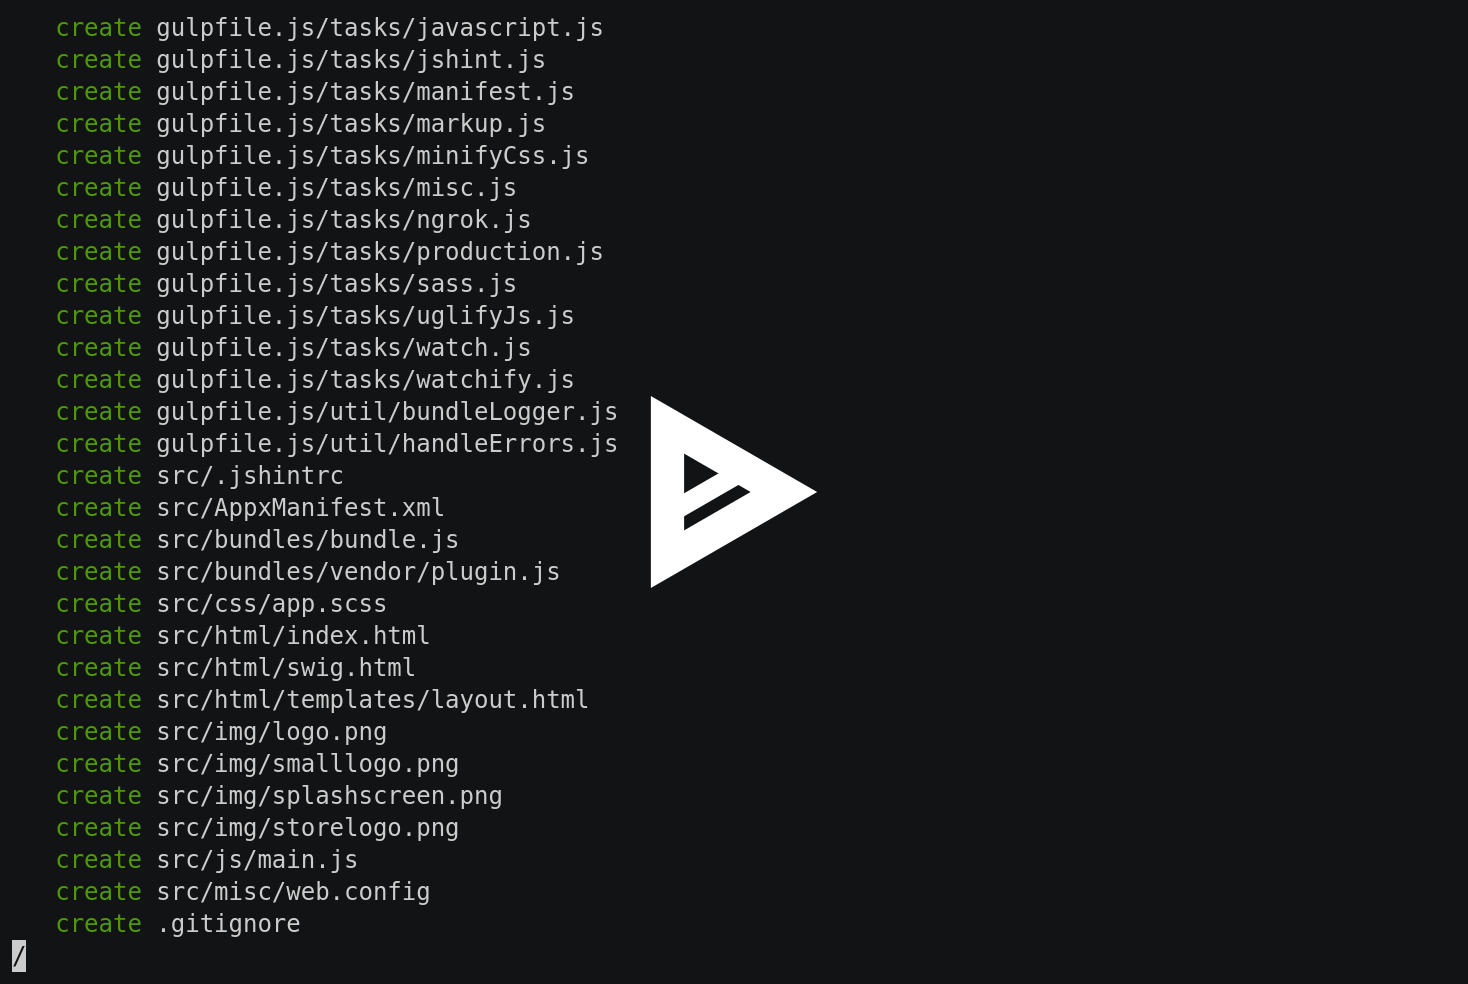 create gulpfile.js/tasks/javascript.js
create gulpfile.js/tasks/jshint.js
create gulpfile.js/tasks/manifest.js
create gulpfile.js/tasks/markup.js
create gulpfile.js/tasks/minifyCss.js
create gulpfile.js/tasks/misc.js
create gulpfile.js/tasks/ngrok.js
create gulpfile.js/tasks/production.js
create gulpfile.js/tasks/sass.js
create gulpfile.js/tasks/uglifyJs.js
create gulpfile.js/tasks/watch.js
create gulpfile.js/tasks/watchify.js
create gulpfile.js/util/bundleLogger.js
create gulpfile.js/util/handleErrors.js
create src/.jshintrc
create src/AppxManifest.xml
create src/bundles/bundle.js
create src/bundles/vendor/plugin.js
create src/css/app.scss
create src/html/index.html
create src/html/swig.html
create src/html/templates/layout.html
create src/img/logo.png
create src/img/smalllogo.png
create src/img/splashscreen.png
create src/img/storelogo.png
create src/js/main.js
create src/misc/web.config
create .gitignore
/